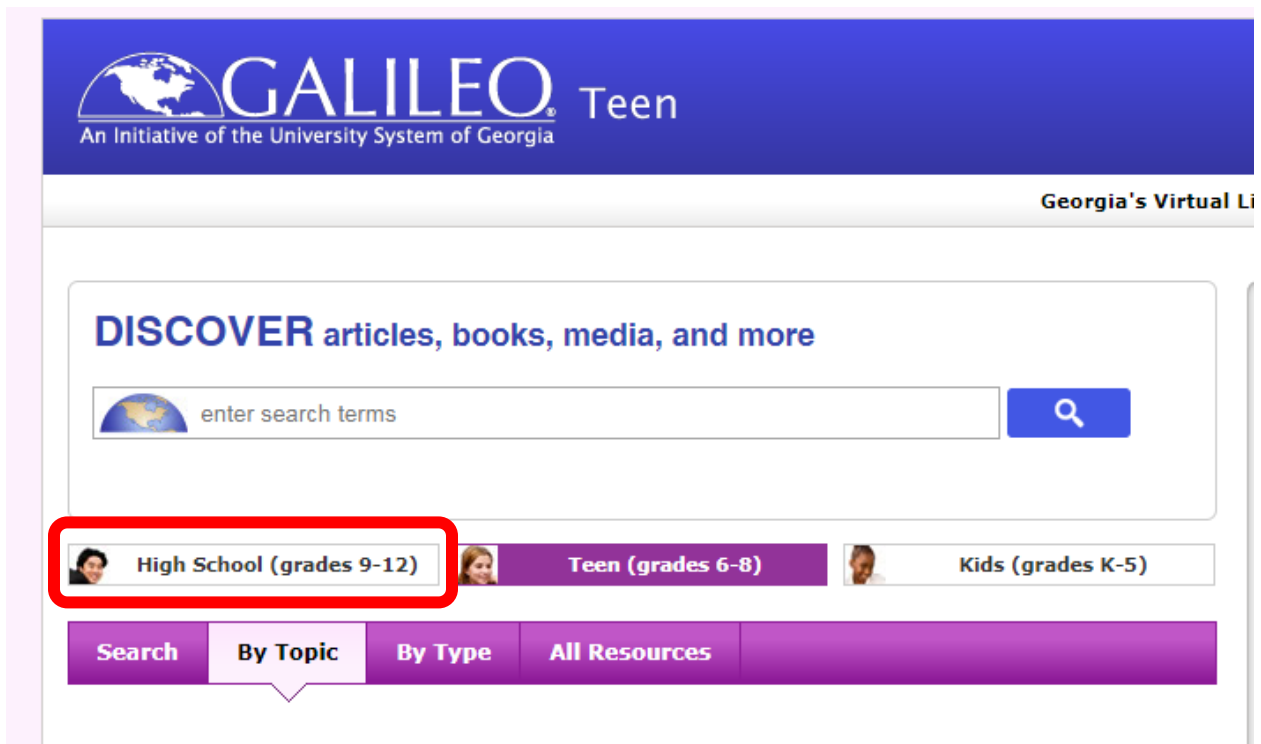 GALILEO® Teen
An Initiative of the University System of Georgia
Georgia's Virtual Li
DISCOVER articles, books, media, and more
enter search terms
High School (grades 9-12) Teen (grades 6-8) Kids (grades K-5)
Search By Topic By Type All Resources